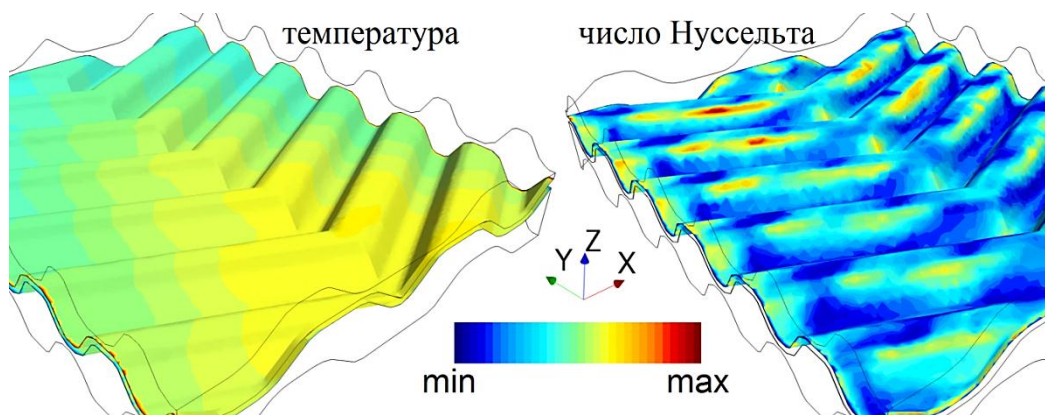 температура
число Нуссельта
Z
Y
X
min
max